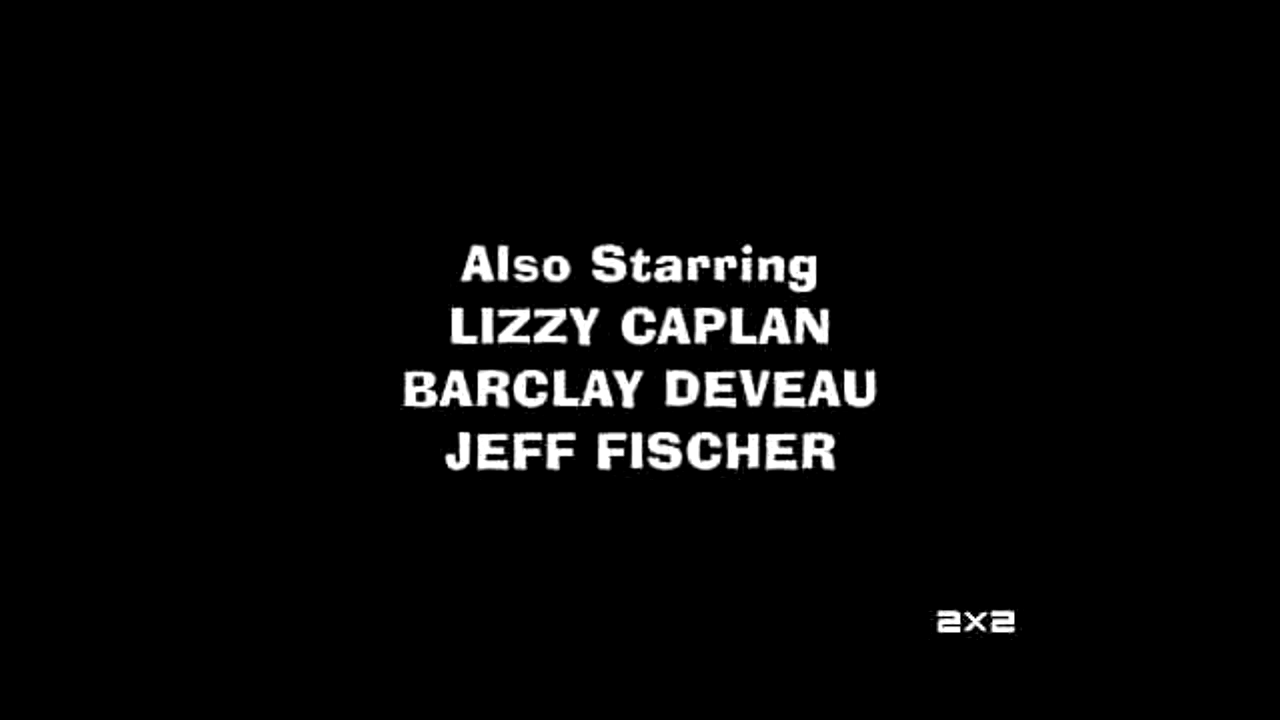 Also Starring
LIZZY CAPLAN
BARCLAY DEVEAU
JEFF FISCHER
2x2